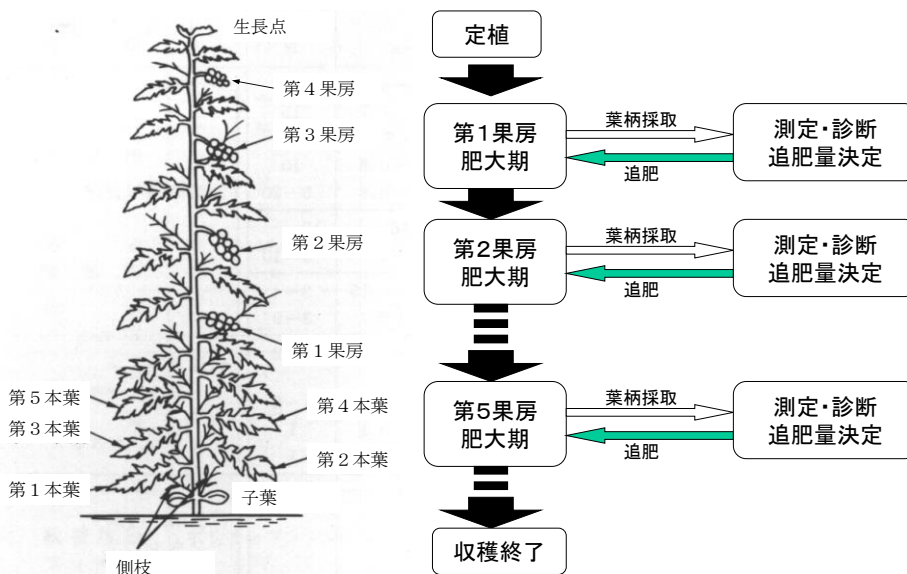 生長点
第4果房
第3果房
第2果房
第1果房
第5本葉
第4本葉
第3本葉
第2本葉
第1本葉
子葉
側枝
定植
第1果房
肥大期
葉柄採取
追肥
測定・診断
追肥量決定
第2果房
肥大期
葉柄採取
追肥
測定・診断
追肥量決定
第5果房
肥大期
葉柄採取
追肥
測定・診断
追肥量決定
収穫終了